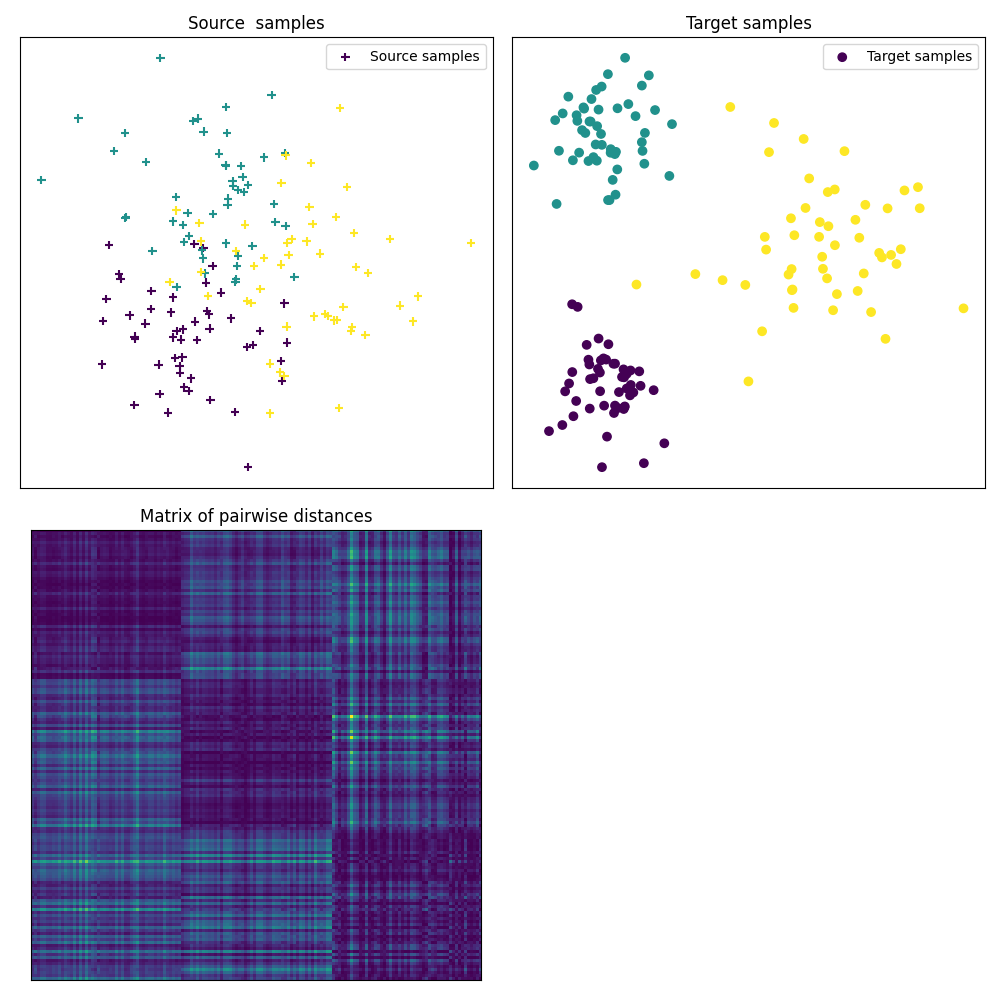 Source  samples
Source samples
Target samples
Target samples
Matrix of pairwise distances